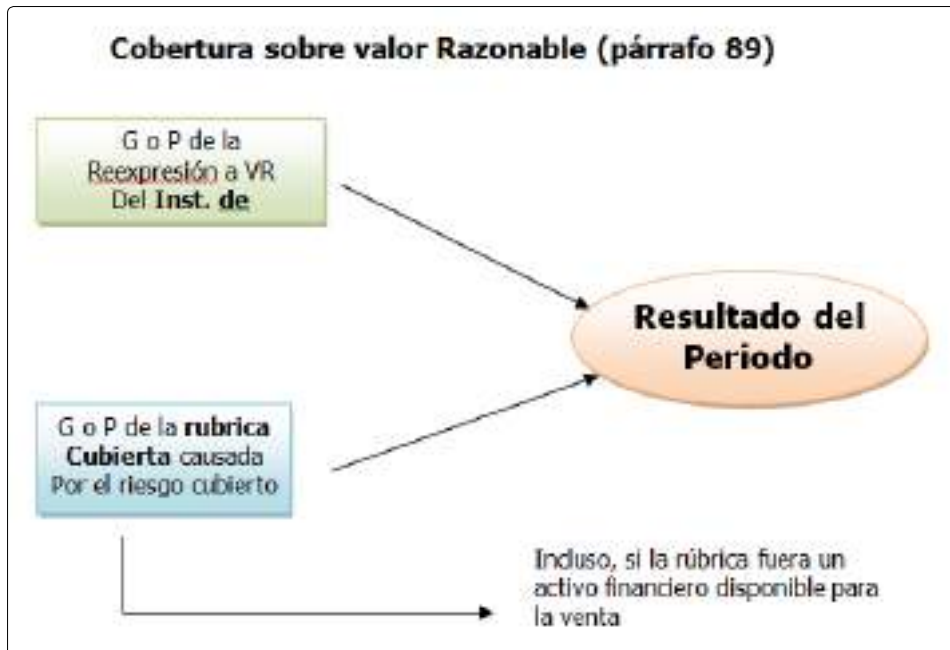 Cobertura sobre valor Razonable (párrafo 89)
G o P de la
Reexpresión a VR
Del Inst. de
Resultado del
Periodo
G o P de la rubrica
Cubierta causada
Por el riesgo cubierto
Incluso, si la rúbrica fuera un
activo financiero disponible para
la venta